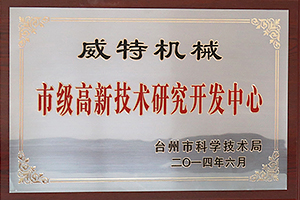 威特机械
市级高新技术研究开发中心
台州市科学技术局
二〇一四年六月